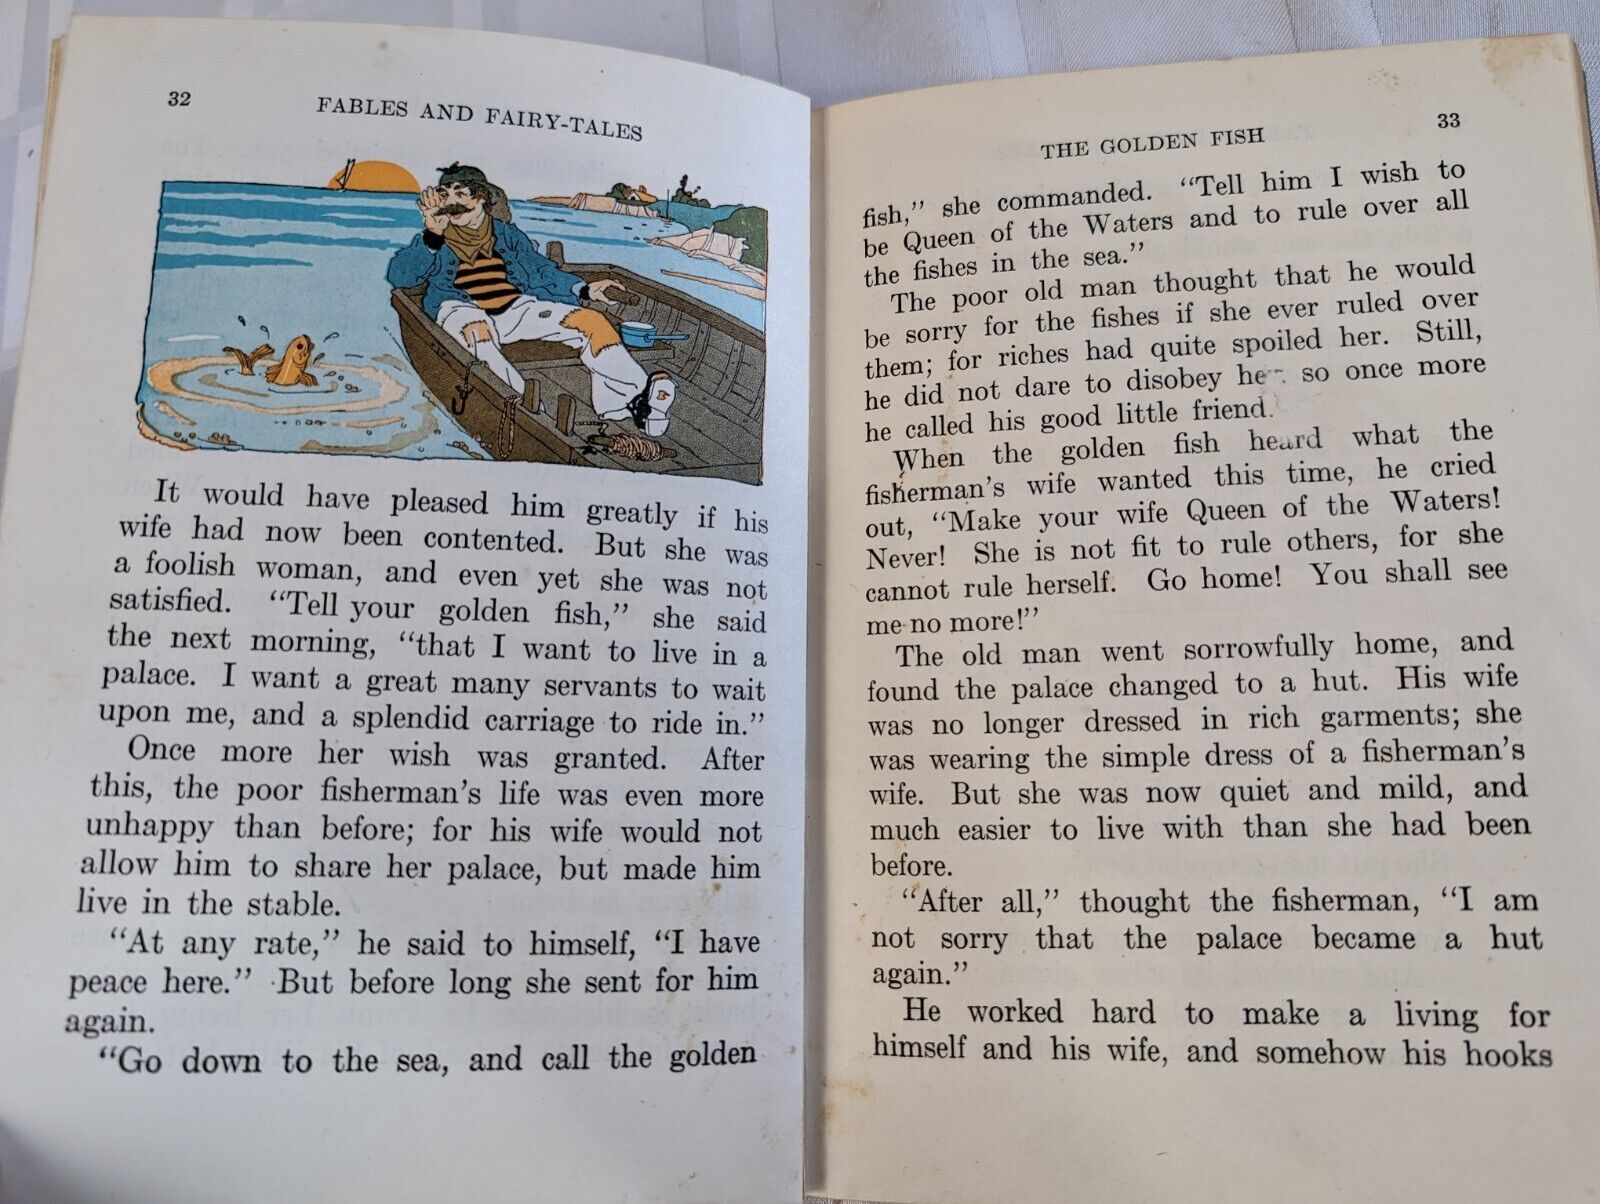 32
FABLES AND FAIRY-TALES
It would have pleased him greatly if his
wife had now been contented. But she was
a foolish woman, and even yet she was not
satisfied. “Tell your golden fish,” she said
the next morning, “that I want to live in a
palace. I want a great many servants to wait
upon me, and a splendid carriage to ride in.”
Once more her wish was granted. After
this, the poor fisherman’s life was even more
unhappy than before; for his wife would not
allow him to share her palace, but made him
live in the stable.
“At any rate,” he said to himself, “I have
peace here.” But before long she sent for him
again.
“Go down to the sea, and call the golden
THE GOLDEN FISH
33
fish,” she commanded. “Tell him I wish to
be Queen of the Waters and to rule over all
the fishes in the sea.”
The poor old man thought that he would
be sorry for the fishes if she ever ruled over
them; for riches had quite spoiled her. Still,
he did not dare to disobey he so once more
he called his good little friend.
When the golden fish heard what the
fisherman’s wife wanted this time, he cried
out, “Make your wife Queen of the Waters!
Never! She is not fit to rule others, for she
cannot rule herself. Go home! You shall see
me no more!”
The old man went sorrowfully home, and
found the palace changed to a hut. His wife
was no longer dressed in rich garments; she
was wearing the simple dress of a fisherman’s
wife. But she was now quiet and mild, and
much easier to live with than she had been
before.
“After all,” thought the fisherman, “I am
not sorry that the palace became a hut
again.”
He worked hard to make a living for
himself and his wife, and somehow his hooks